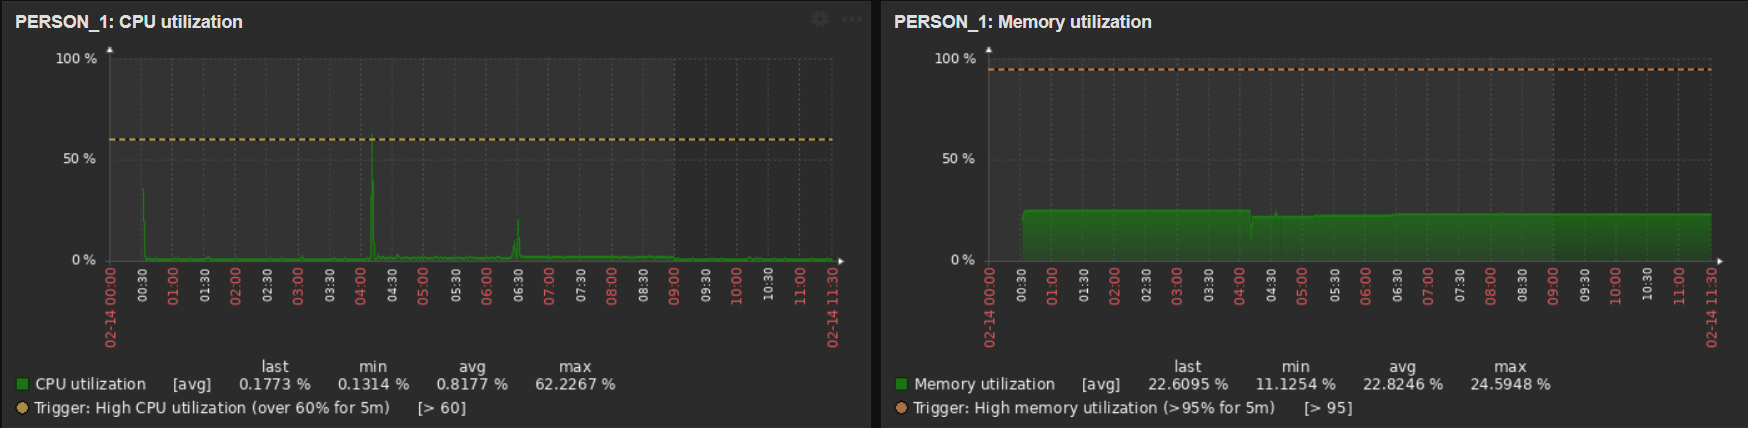 PERSON_1: CPU utilization
100 %
50 %
0 %
02-14 00:00 00:30 01:00 01:30 02:00 02:30 03:00 03:30 04:00 04:30 05:00 05:30 06:00 06:30 07:00 07:30 08:00 08:30 09:00 09:30 10:00 10:30 11:00 02-14 11:30
last min avg max
CPU utilization [avg] 0.1773 % 0.1314 % 0.8177 % 62.2267 %
Trigger: High CPU utilization (over 60% for 5m) [> 60]
PERSON_1: Memory utilization
100 %
50 %
0 %
02-14 00:00 00:30 01:00 01:30 02:00 02:30 03:00 03:30 04:00 04:30 05:00 05:30 06:00 06:30 07:00 07:30 08:00 08:30 09:00 09:30 10:00 10:30 11:00 02-14 11:30
last min avg max
Memory utilization [avg] 22.6095 % 11.1254 % 22.8246 % 24.5948 %
Trigger: High memory utilization (>95% for 5m) [> 95]